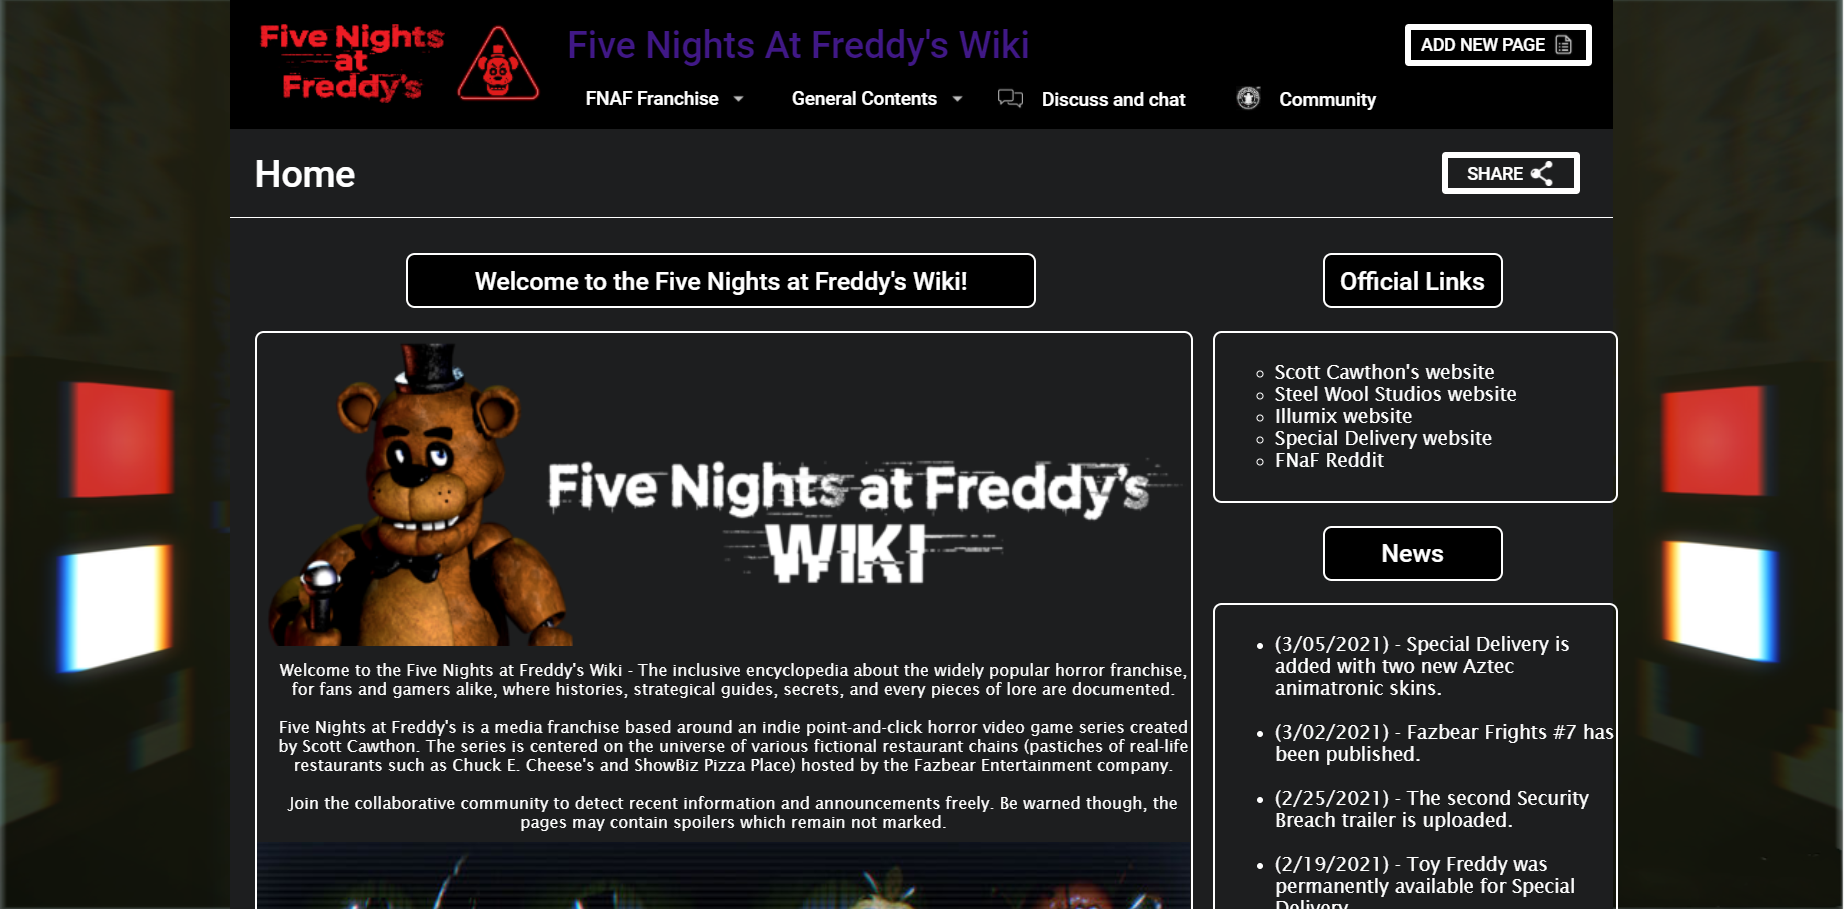 Five Nights
at
Freddy's
Five Nights At Freddy's Wiki
ADD NEW PAGE
FNAF Franchise
General Contents
Discuss and chat
Community
Home
SHARE
Welcome to the Five Nights at Freddy's Wiki!
Five Nights at Freddy's
WIKI
Welcome to the Five Nights at Freddy's Wiki - The inclusive encyclopedia about the widely popular horror franchise,
for fans and gamers alike, where histories, strategical guides, secrets, and every pieces of lore are documented.
Five Nights at Freddy's is a media franchise based around an indie point-and-click horror video game series created
by Scott Cawthon. The series is centered on the universe of various fictional restaurant chains (pastiches of real-life
restaurants such as Chuck E. Cheese's and ShowBiz Pizza Place) hosted by the Fazbear Entertainment company.
Join the collaborative community to detect recent information and announcements freely. Be warned though, the
pages may contain spoilers which remain not marked.
Official Links
Scott Cawthon's website
Steel Wool Studios website
Illumix website
Special Delivery website
FNaF Reddit
News
(3/05/2021) - Special Delivery is
added with two new Aztec
animatronic skins.
(3/02/2021) - Fazbear Frights #7 has
been published.
(2/25/2021) - The second Security
Breach trailer is uploaded.
(2/19/2021) - Toy Freddy was
permanently available for Special
Delivery